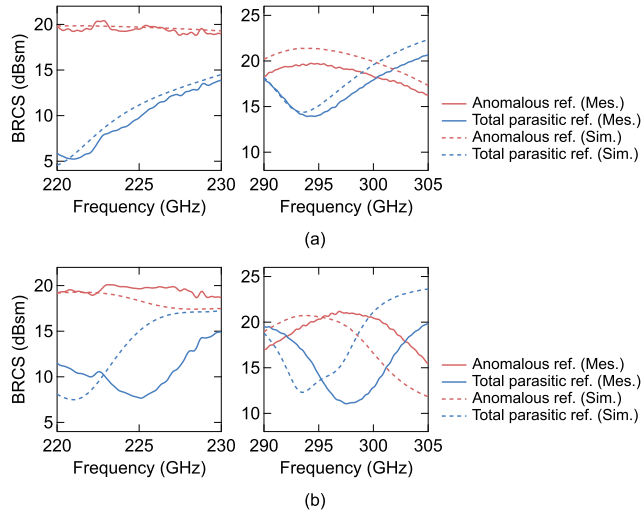 20
15
10
5
220
225
230
BRCS (dBsm)
Frequency (GHz)
25
20
15
10
290
295
300
305
Frequency (GHz)
Anomalous ref. (Mes.)
Total parasitic ref. (Mes.)
Anomalous ref. (Sim.)
Total parasitic ref. (Sim.)
(a)
20
15
10
5
220
225
230
BRCS (dBsm)
Frequency (GHz)
25
20
15
10
290
295
300
305
Frequency (GHz)
Anomalous ref. (Mes.)
Total parasitic ref. (Mes.)
Anomalous ref. (Sim.)
Total parasitic ref. (Sim.)
(b)